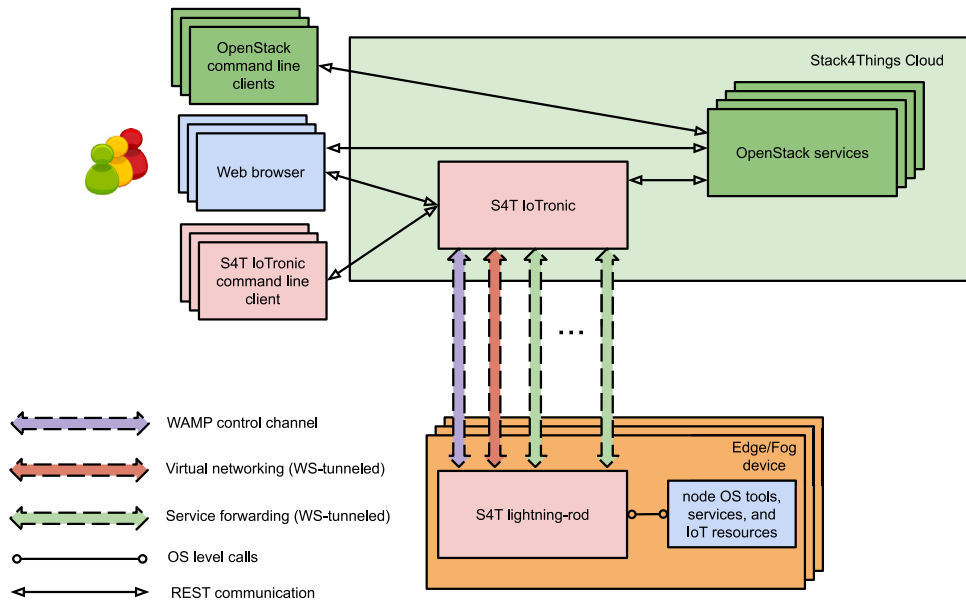 OpenStack
command line
clients
Stack4Things Cloud
Web browser
OpenStack services
S4T IoTronic
S4T IoTronic
command line
client
...
WAMP control channel
Virtual networking (WS-tunneled)
Service forwarding (WS-tunneled)
OS level calls
REST communication
Edge/Fog
device
S4T lightning-rod
node OS tools,
services, and
IoT resources